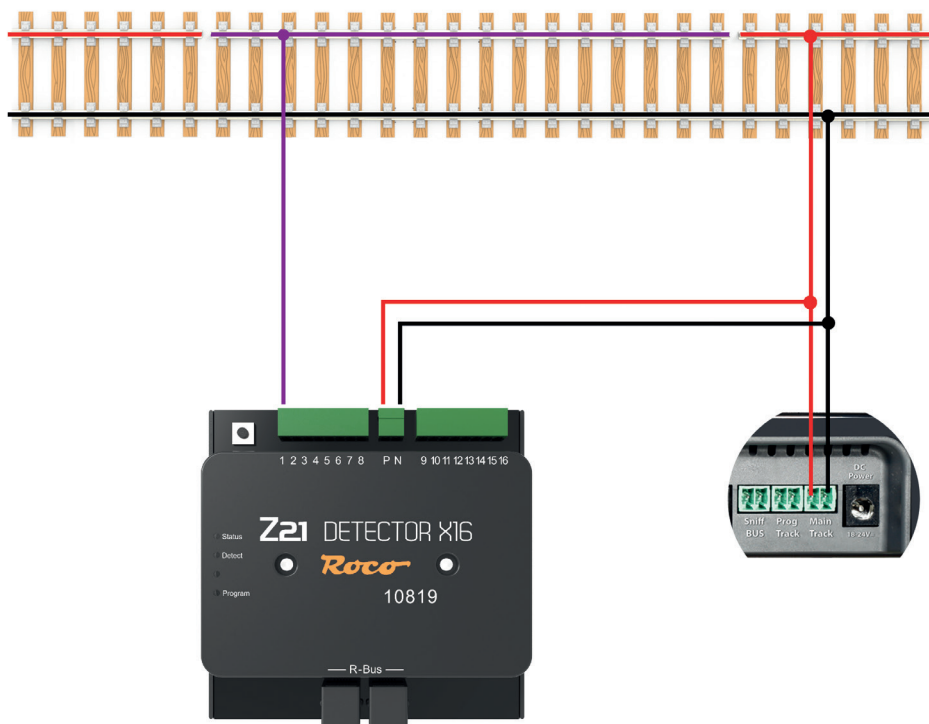 1 2 3 4 5 6 7 8 P N 9 10 11 12 13 14 15 16
Status
Z21 DETECTOR X16
Detect
Roco
Program
10819
R-Bus
DC
Power
Sniff
BUS
Prog
Track
Main
Track